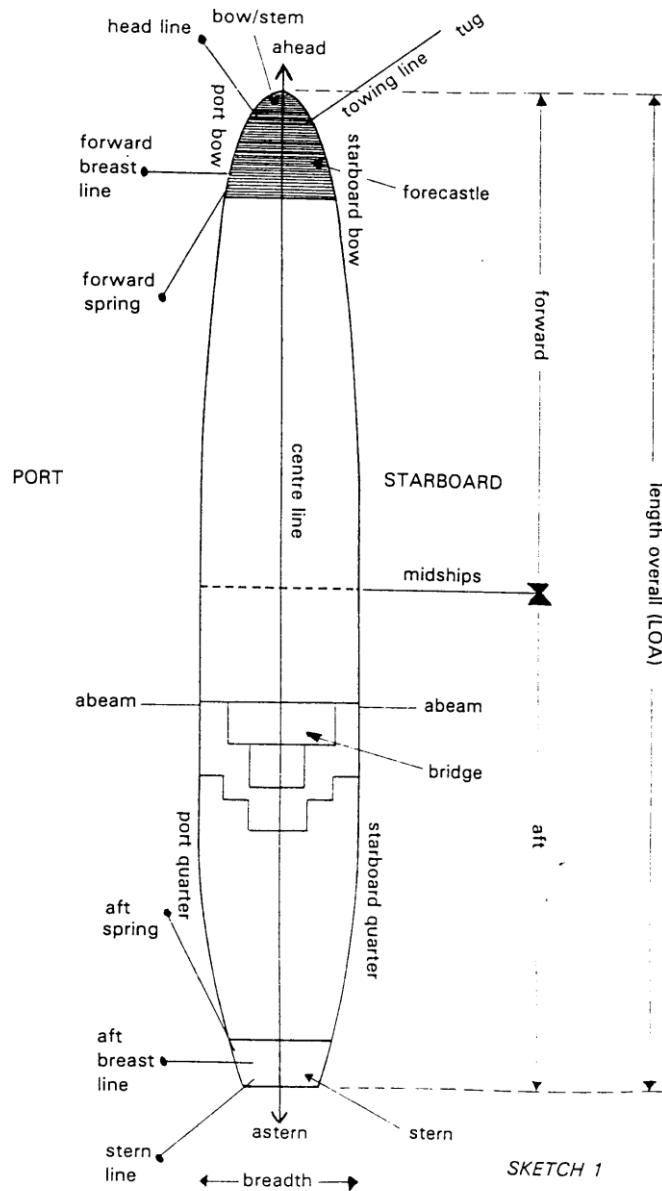 bow/stem
head line
ahead
tug
towing line
port bow
forward
breast
line
starboard bow
forecastle
forward
spring
forward
centre line
PORT
STARBOARD
length overall (LOA)
midships
abeam
abeam
bridge
port quarter
starboard quarter
aft
aft
spring
aft
breast
line
astern
stern
stern
line
breadth
SKETCH 1